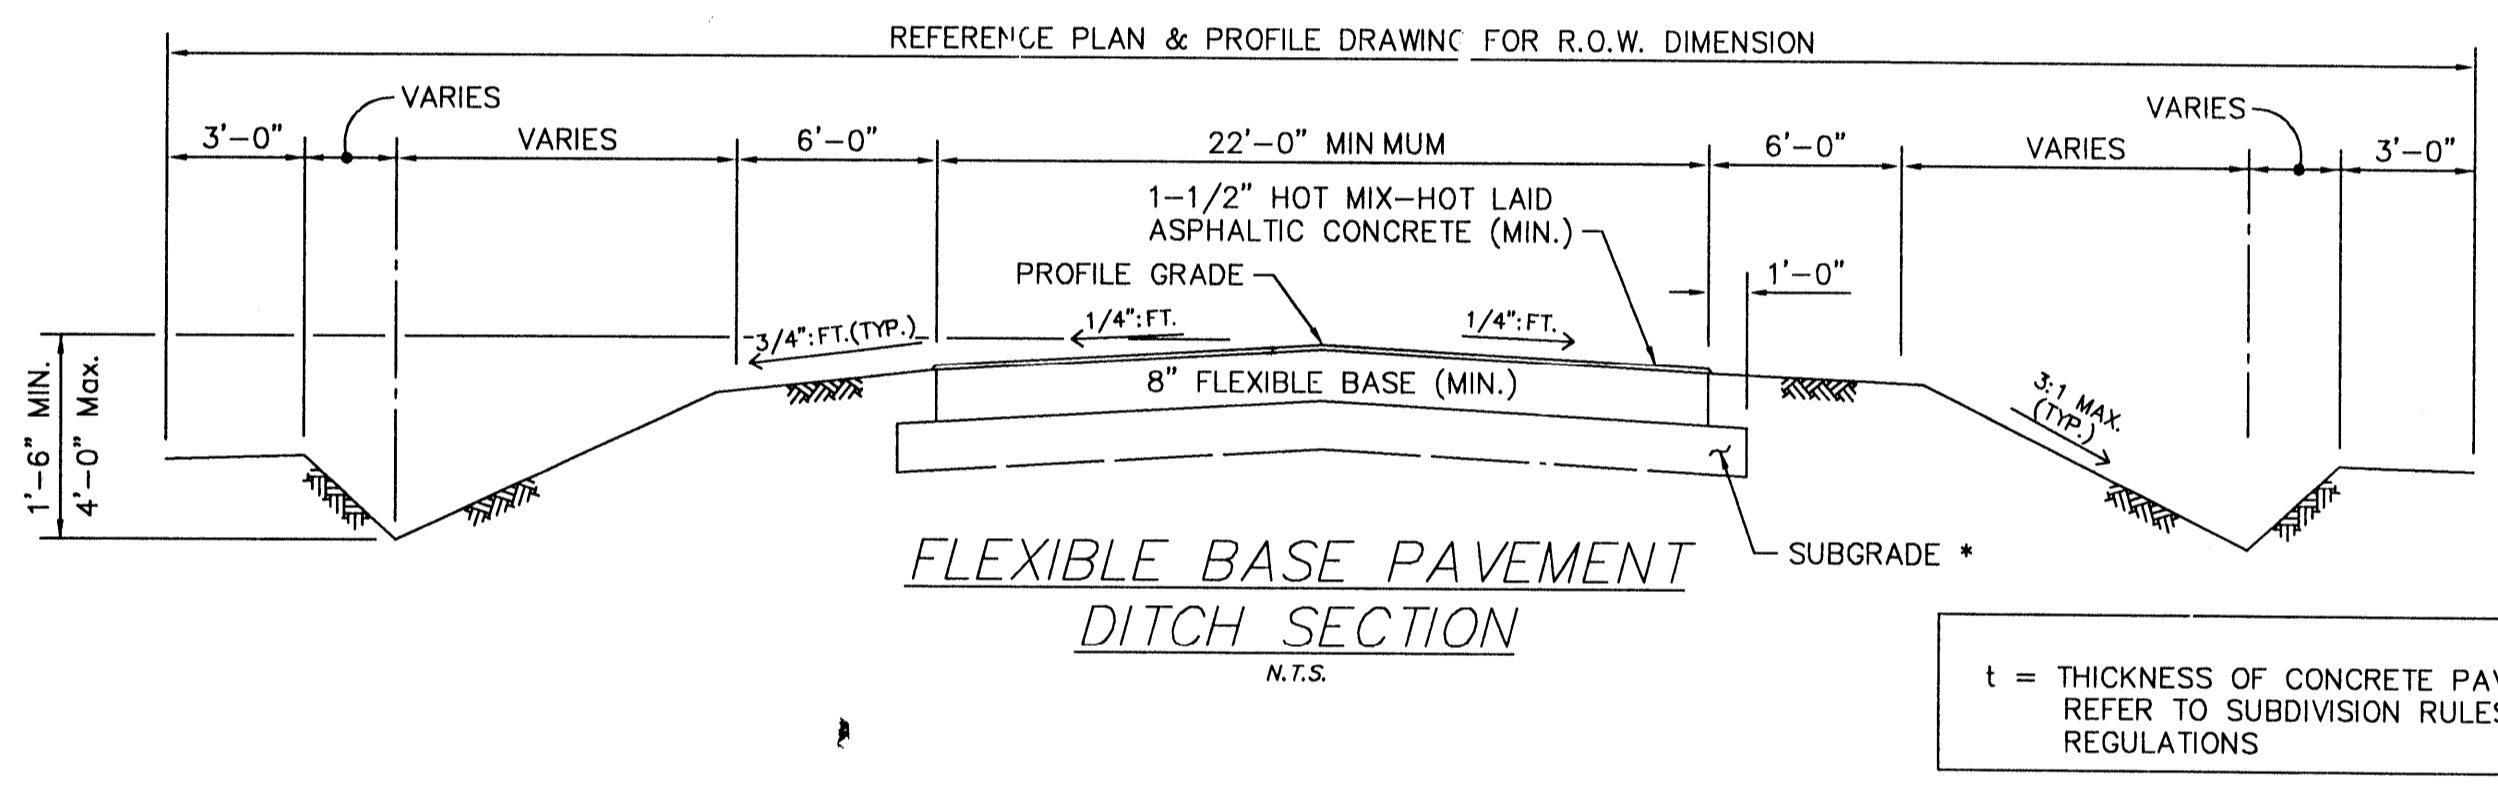 REFERENCE PLAN & PROFILE DRAWING FOR R.O.W. DIMENSION
VARIES
VARIES
3'-0"
VARIES
6'-0"
22'-0" MINIMUM
6'-0"
VARIES
3'-0"
1-1/2" HOT MIX-HOT LAID
ASPHALTIC CONCRETE (MIN.)
PROFILE GRADE
1'-0"
3/4":FT.(TYP.)
1/4":FT.
1/4":FT.
1'-6" MIN.
4'-0" Max.
8" FLEXIBLE BASE (MIN.)
3:1 MAX.
(TYP.)
SUBGRADE *
FLEXIBLE BASE PAVEMENT
DITCH SECTION
N.T.S.
t = THICKNESS OF CONCRETE PAV
REFER TO SUBDIVISION RULES
REGULATIONS